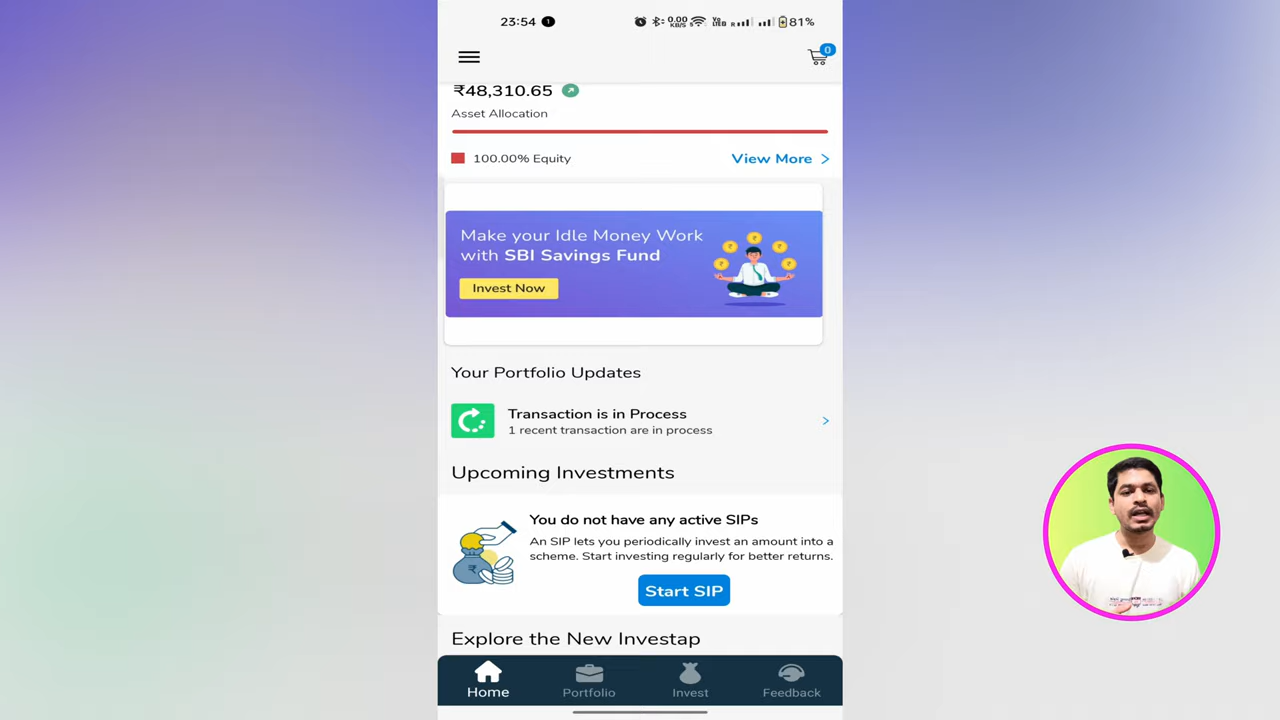 23:54 1 0.00 KB/S 81%
0
₹48,310.65
Asset Allocation
100.00% Equity View More
Make your Idle Money Work
with SBI Savings Fund
Invest Now
Your Portfolio Updates
Transaction is in Process
1 recent transaction are in process
Upcoming Investments
You do not have any active SIPs
An SIP lets you periodically invest an amount into a
scheme. Start investing regularly for better returns.
Start SIP
Explore the New Investap
Home Portfolio Invest Feedback